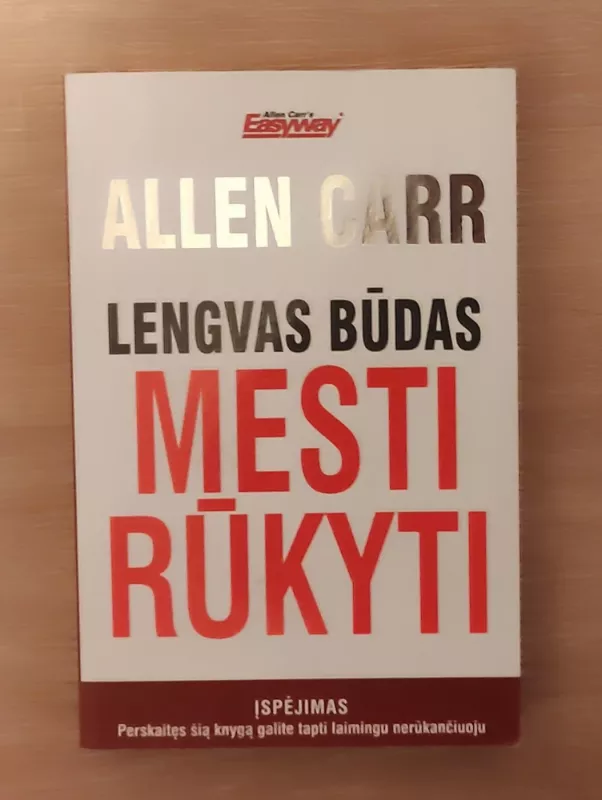 Allen Carr's
Easyway
ALLEN CARR
LENGVAS BŪDAS
MESTI
RŪKYTI
ĮSPĖJIMAS
Perskaitęs šią knygą galite tapti laimingu nerūkančiuoju